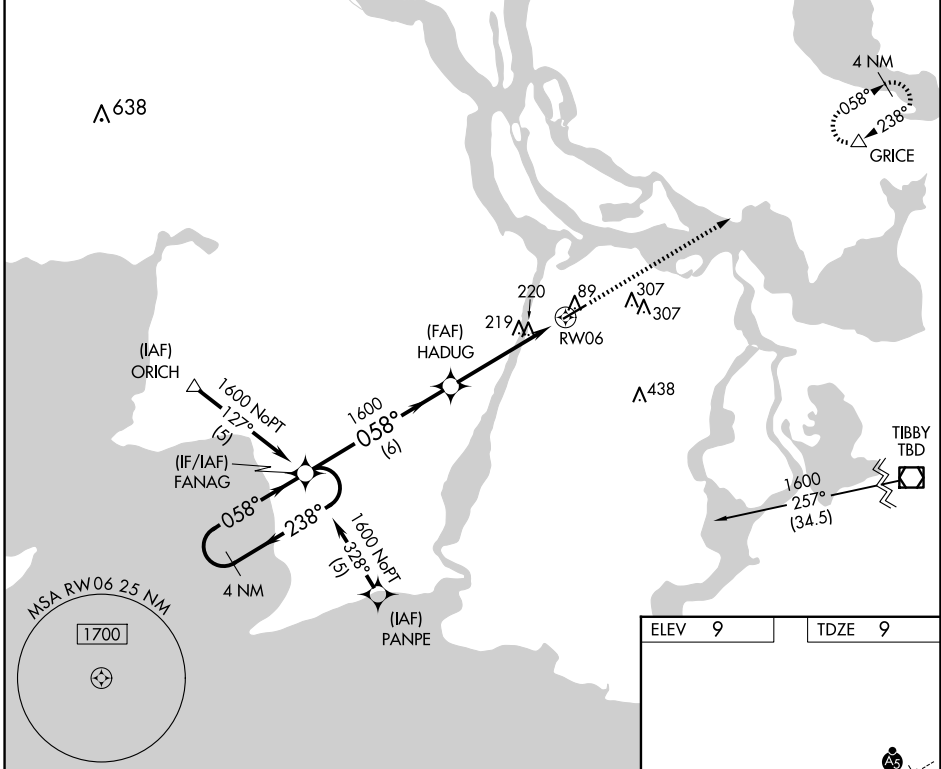 638
4 NM
058°
238°
GRICE
220
89
219
307
307
RW06
(FAF)
HADUG
(IAF)
ORICH
1600 NoPT
127°
(5)
1600
058°
(6)
438
TIBBY
TBD
1600
257°
(34.5)
(IF/IAF)
FANAG
058°
238°
4 NM
1600 NoPT
328°
(5)
(IAF)
PANPE
MSA RW06 25 NM
1700
ELEV 9
TDZE 9
A5